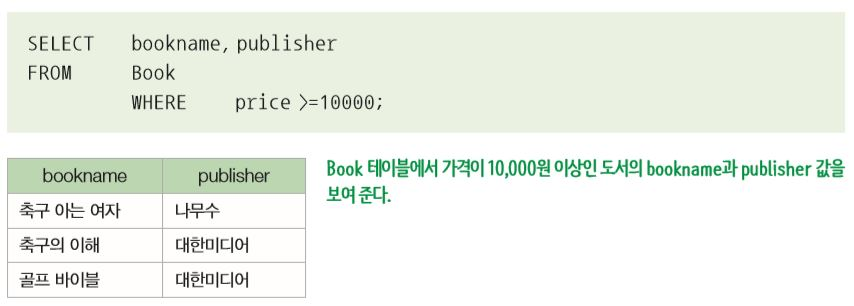 SELECT bookname, publisher
FROM Book
WHERE price >=10000;
bookname publisher
축구 아는 여자 나무수
축구의 이해 대한미디어
골프 바이블 대한미디어
Book 테이블에서 가격이 10,000원 이상인 도서의 bookname과 publisher 값을
보여 준다.